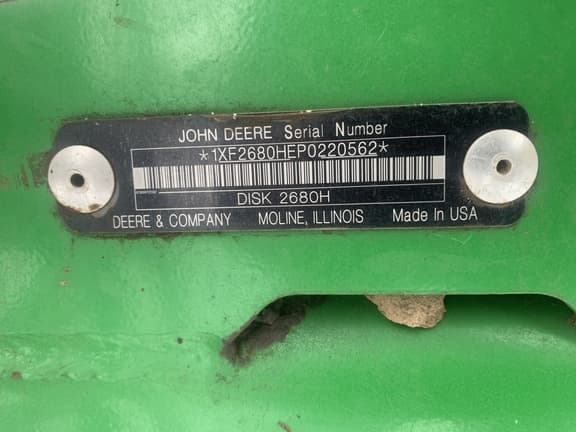 JOHN DEERE Serial Number
*1XF2680HEP0220562*
DISK 2680H
DEERE & COMPANY MOLINE, ILLINOIS Made In USA